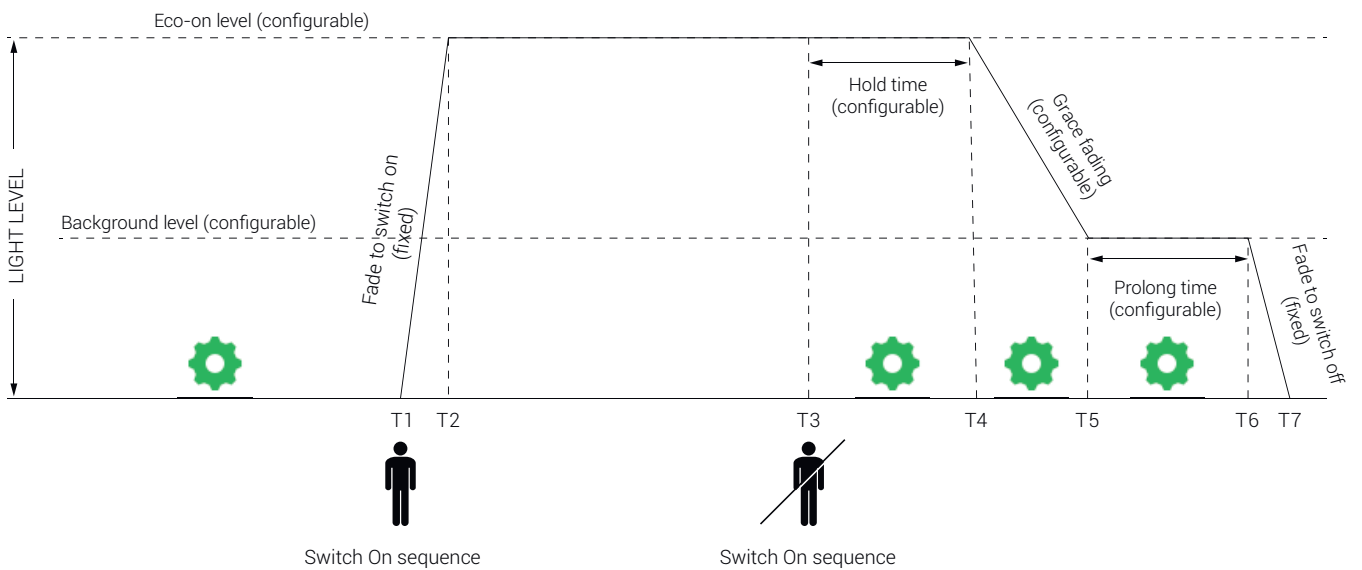 Eco-on level (configurable)
Hold time
(configurable)
Grace fading
(configurable)
LIGHT LEVEL
Fade to switch on
(fixed)
Background level (configurable)
Prolong time
(configurable)
Fade to switch off
(fixed)
T1 T2 T3 T4 T5 T6 T7
Switch On sequence
Switch On sequence